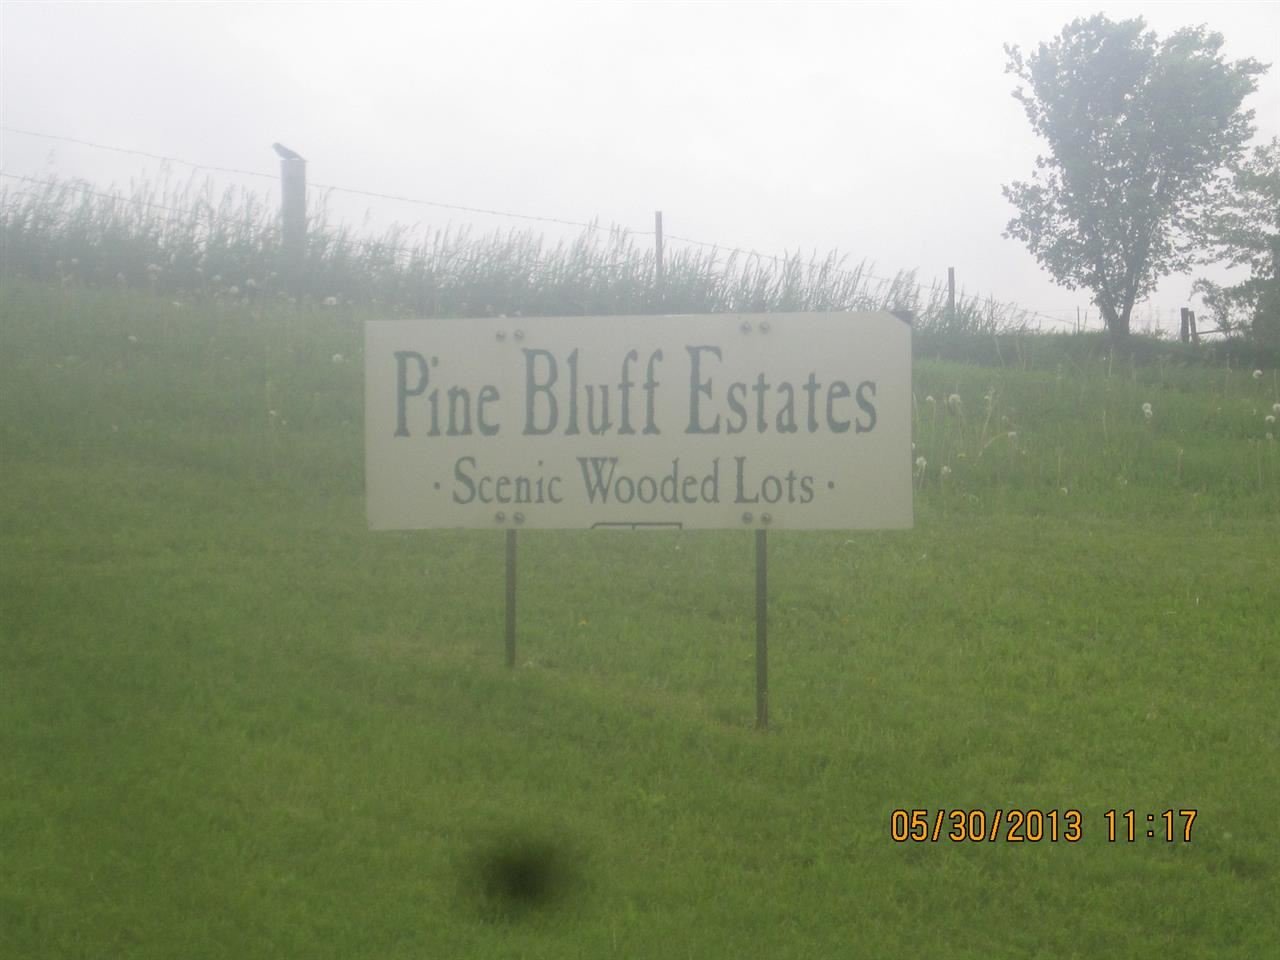 Pine Bluff Estates
· Scenic Wooded Lots ·
05/30/2013 11:17